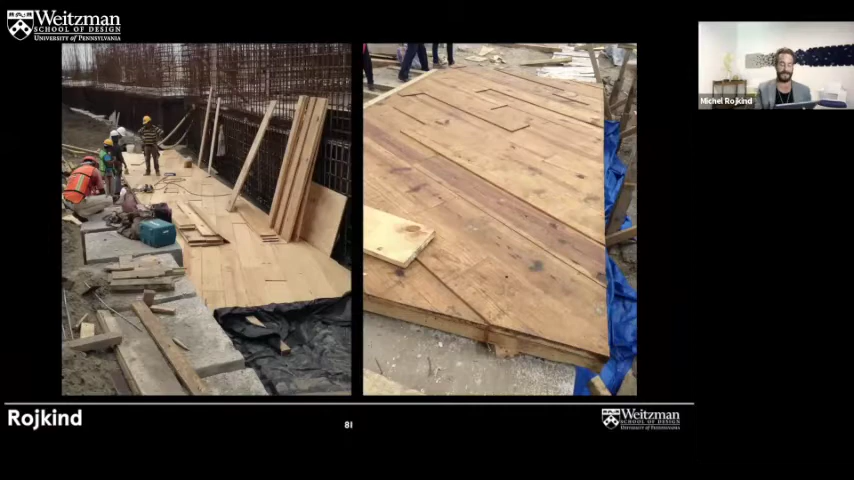 Weitzman
SCHOOL OF DESIGN
UNIVERSITY OF PENNSYLVANIA
Michel Rojkind
Rojkind
81
Weitzman
SCHOOL OF DESIGN
UNIVERSITY OF PENNSYLVANIA